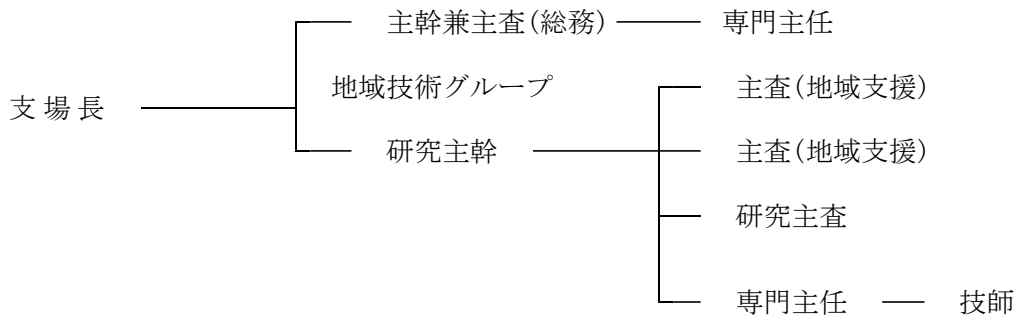 主幹兼主査(総務) 専門主任
地域技術グループ 主査(地域支援)
支場長
研究主幹 主査(地域支援)
研究主査
専門主任 技師